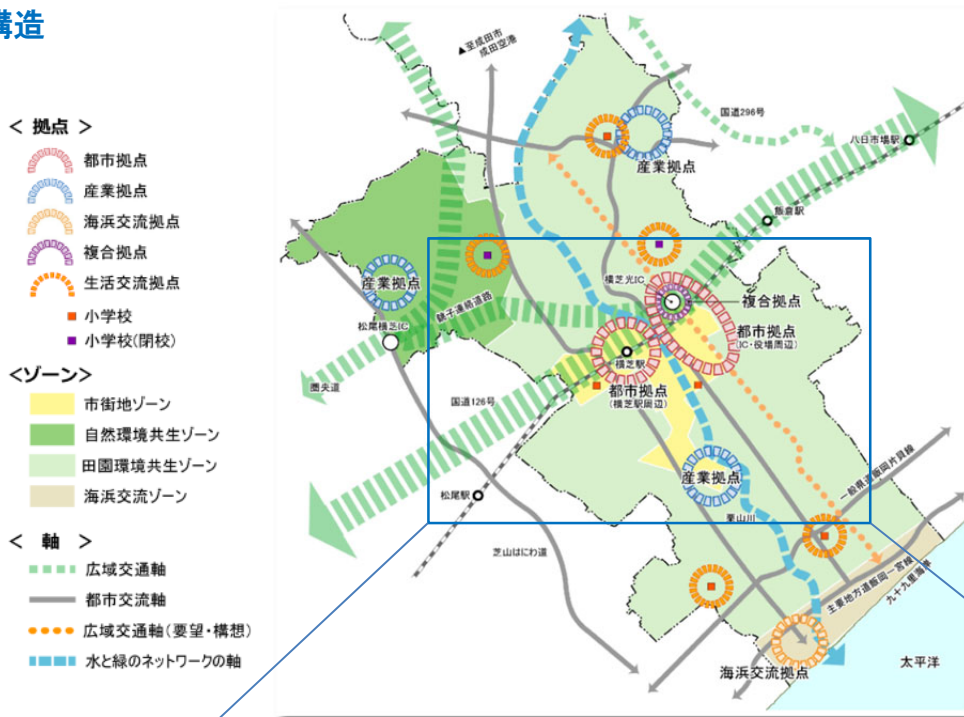 構造
< 拠点 >
都市拠点
産業拠点
海浜交流拠点
複合拠点
生活交流拠点
小学校
小学校(閉校)
<ゾーン>
市街地ゾーン
自然環境共生ゾーン
田園環境共生ゾーン
海浜交流ゾーン
< 軸 >
広域交通軸
都市交流軸
広域交通軸(要望・構想)
水と緑のネットワークの軸
▲至成田市
成田空港
国道296号
八日市場駅
産業拠点
飯倉駅
産業拠点
横芝光IC
複合拠点
銚子連絡道路
松尾横芝IC
都市拠点
(IC・役場周辺)
横芝駅
圏央道
国道126号
都市拠点
(横芝駅周辺)
産業拠点
松尾駅
栗山川
一般県道飯岡片貝線
芝山はにわ道
主要地方道飯岡一宮線
九十九里海岸
海浜交流拠点
太平洋